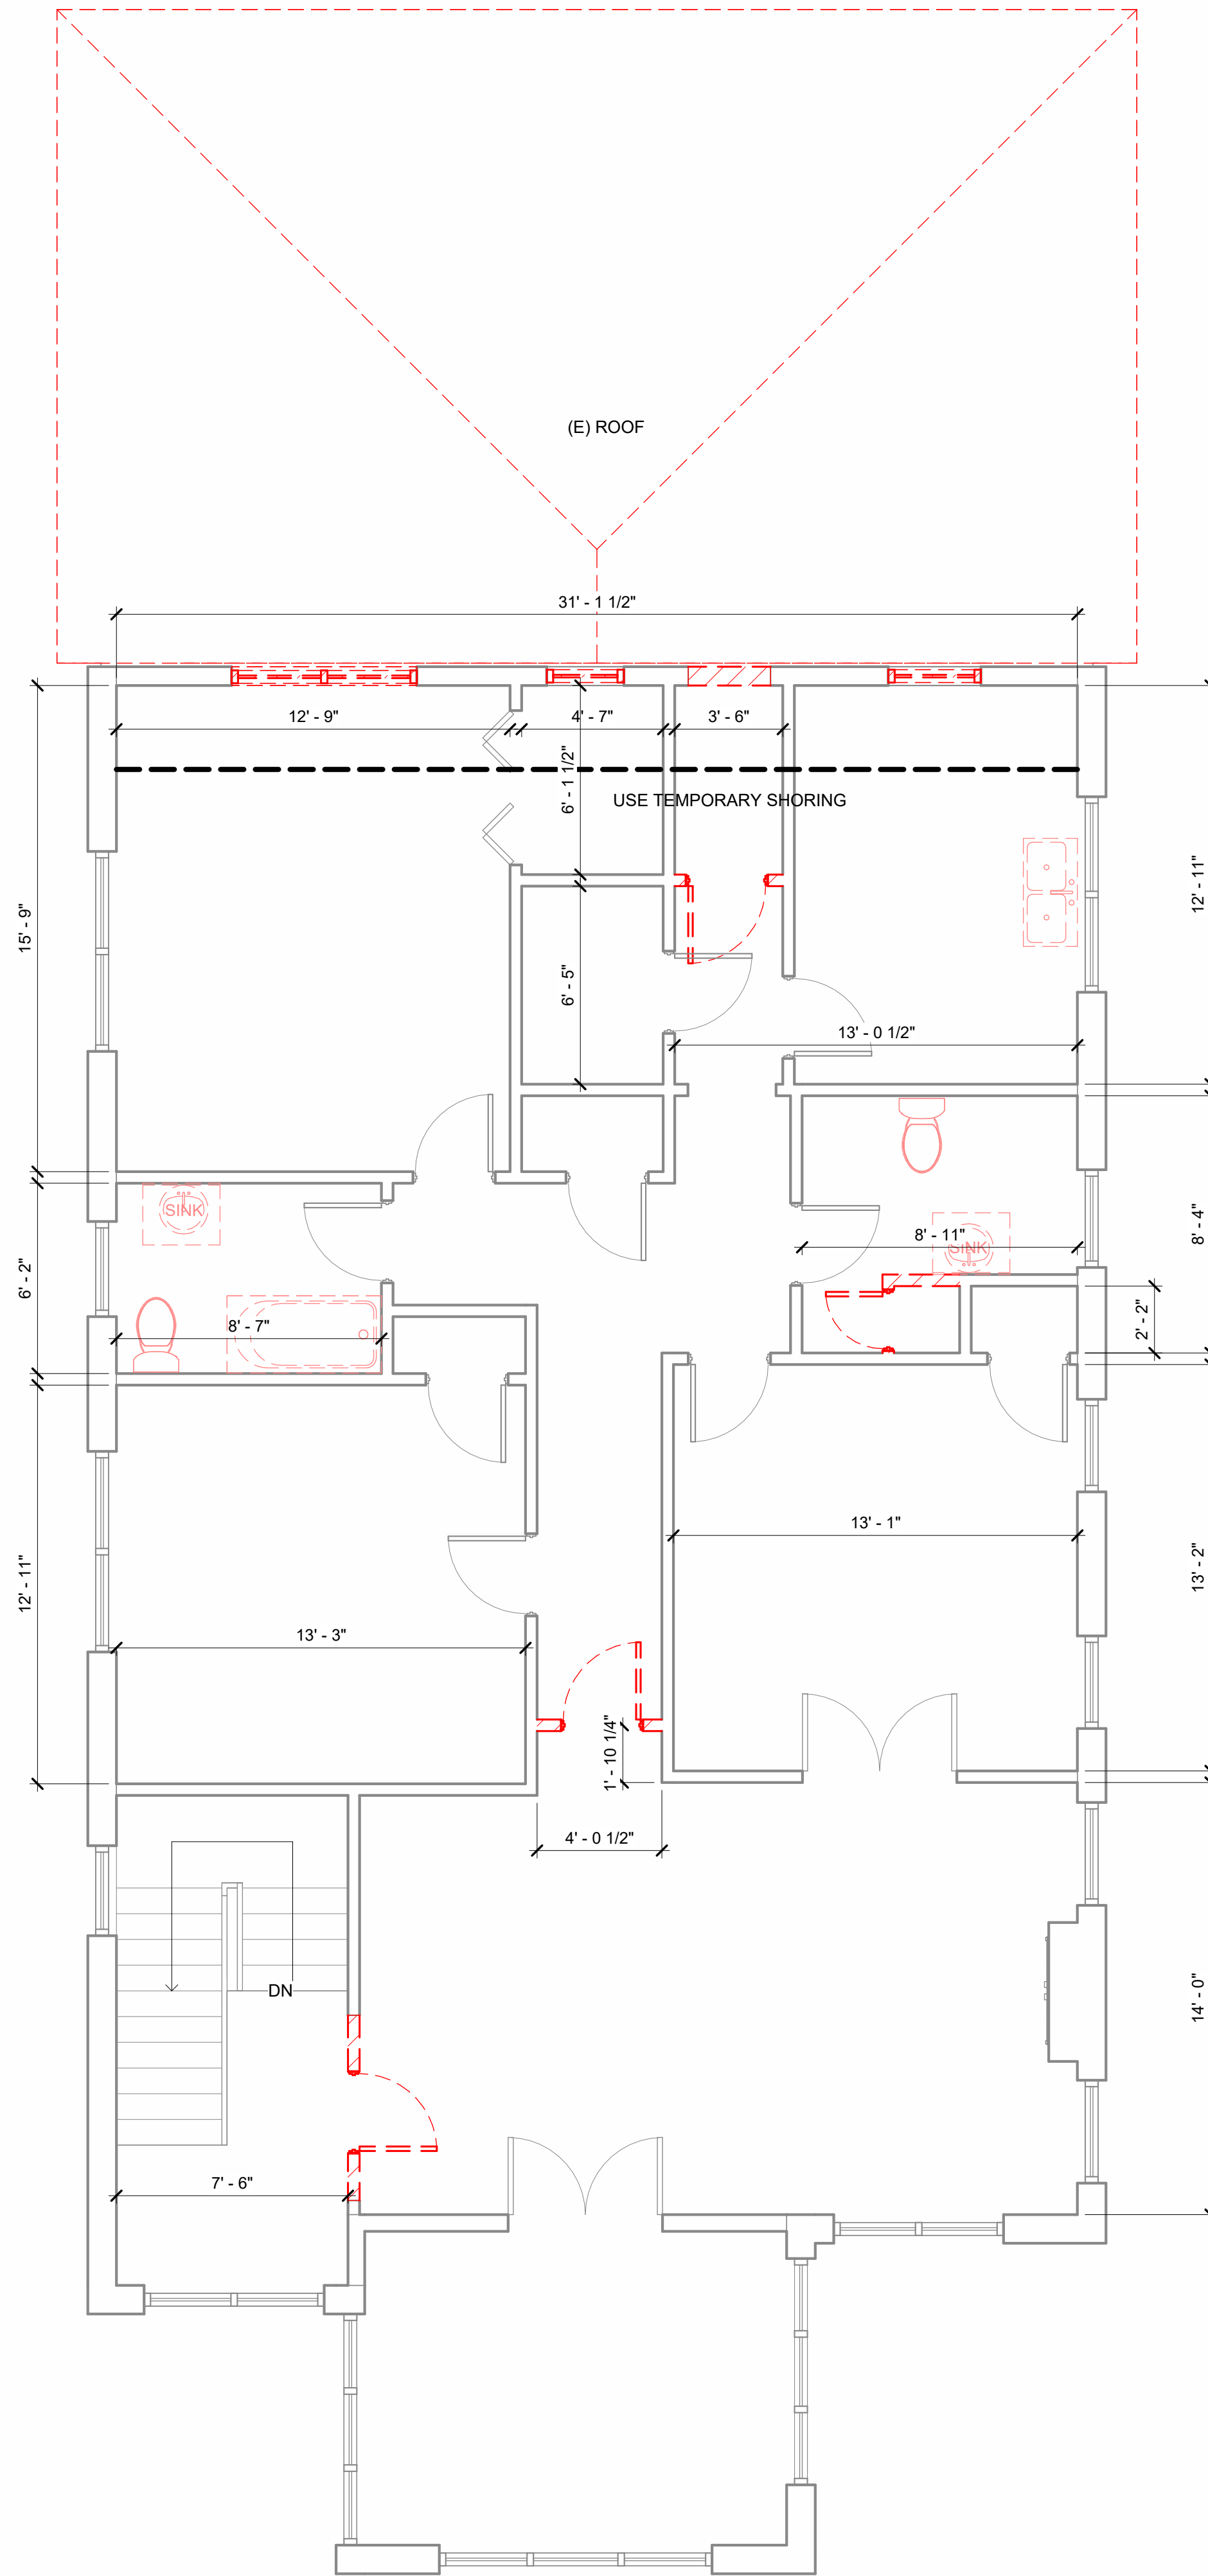 (E) ROOF
31' - 1 1/2"
12' - 9"
4' - 7"
3' - 6"
6' - 1 1/2"
USE TEMPORARY SHORING
15' - 9"
12' - 11"
6' - 5"
13' - 0 1/2"
SINK
8' - 11"
SINK
8' - 4"
6' - 2"
8' - 7"
2' - 2"
13' - 1"
12' - 11"
13' - 2"
13' - 3"
1' - 10 1/4"
4' - 0 1/2"
DN
14' - 0"
7' - 6"